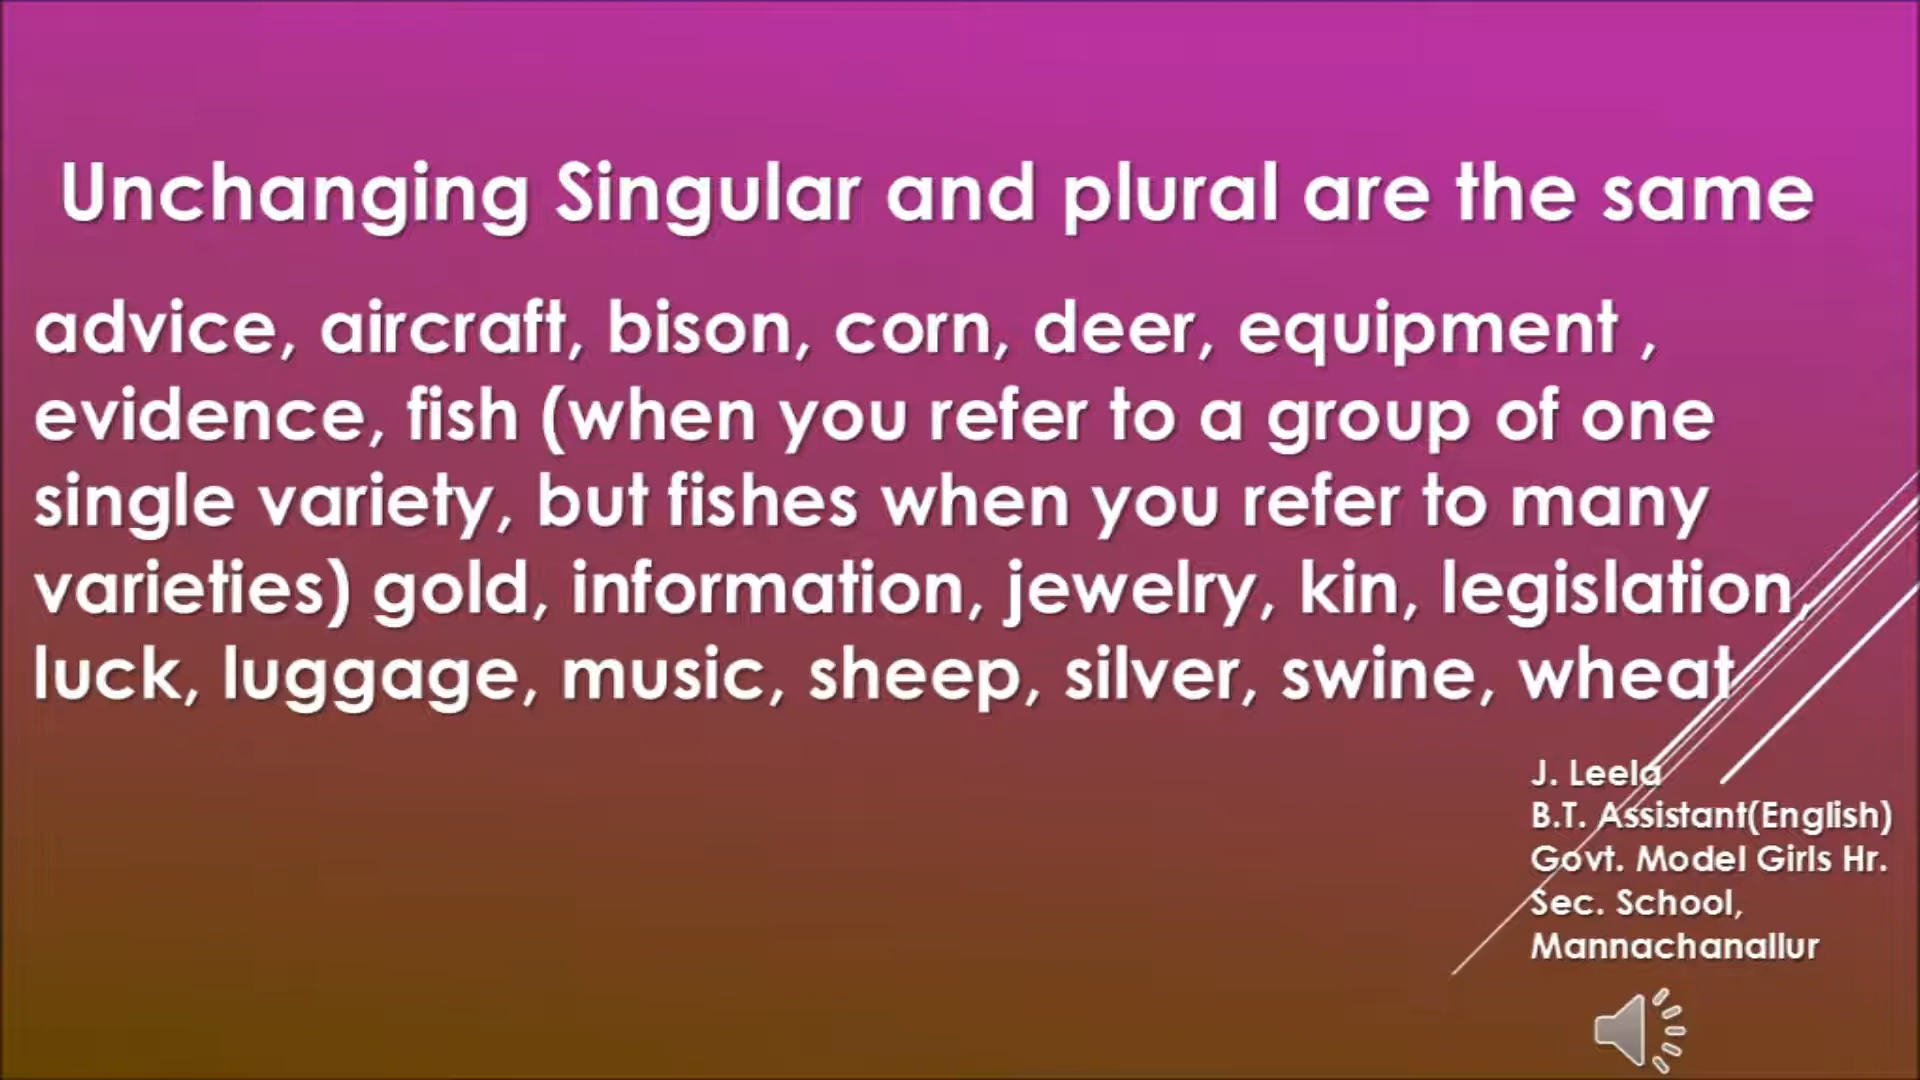 Unchanging Singular and plural are the same
advice, aircraft, bison, corn, deer, equipment ,
evidence, fish (when you refer to a group of one
single variety, but fishes when you refer to many
varieties) gold, information, jewelry, kin, legislation,
luck, luggage, music, sheep, silver, swine, wheat
J. Leela
B.T. Assistant(English)
Govt. Model Girls Hr.
Sec. School,
Mannachanallur